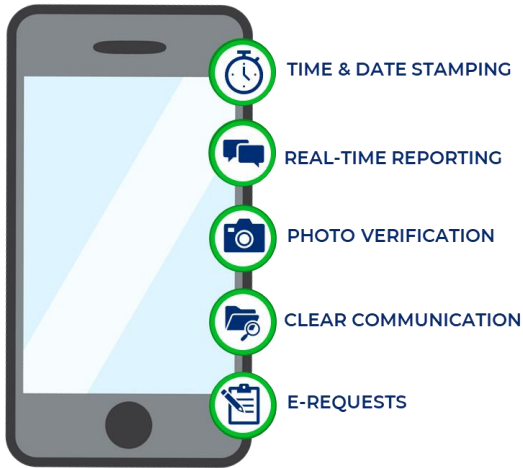 TIME & DATE STAMPING
REAL-TIME REPORTING
PHOTO VERIFICATION
CLEAR COMMUNICATION
E-REQUESTS